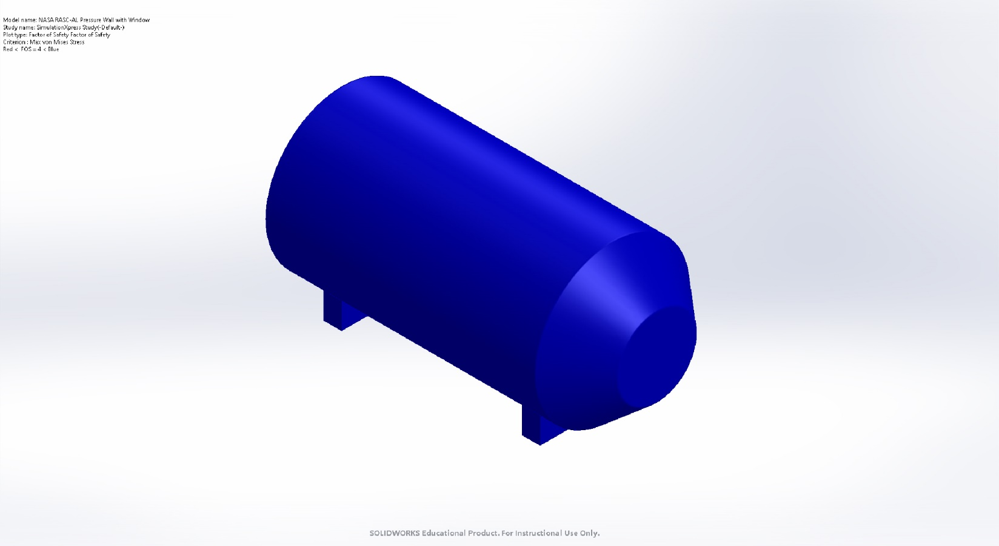 Model name: NASA RASC-AL Pressure Wall with Window
Study name: SimulationXpress Study(-Default-)
Plot type: Factor of Safety Factor of Safety
Criterion : Max von Mises Stress
Red < FOS = 4 < Blue
SOLIDWORKS Educational Product. For Instructional Use Only.